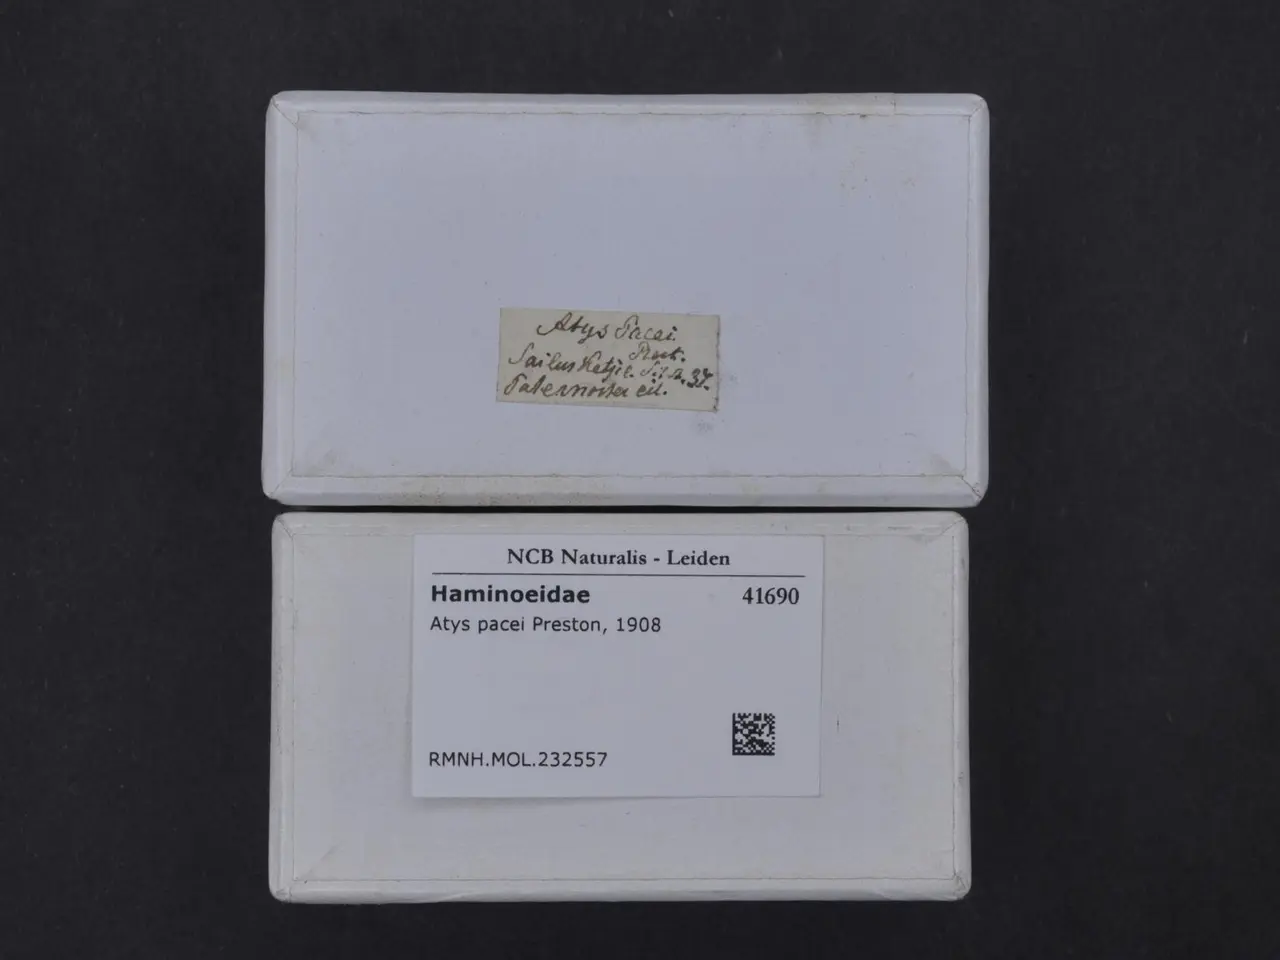 Atys Pacei.
Prest.
Sailus Ketjil. 37.
Paternoster eil.
NCB Naturalis - Leiden
Haminoeidae 41690
Atys pacei Preston, 1908
RMNH.MOL.232557